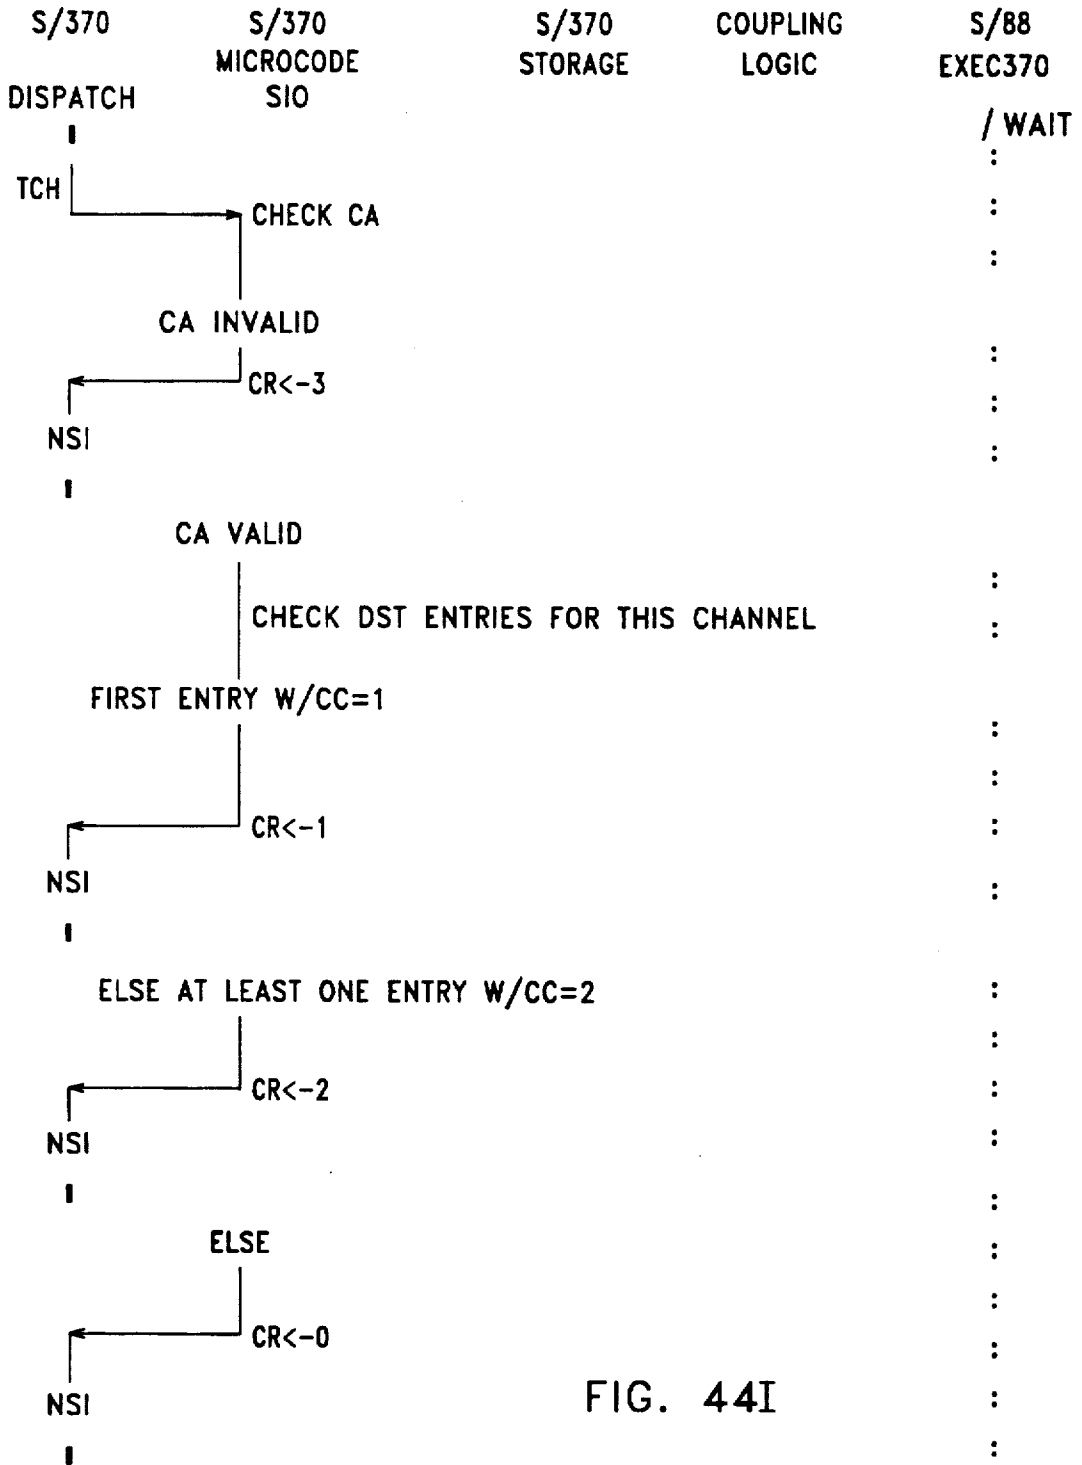 S/370 S/370 S/370 COUPLING S/88
MICROCODE STORAGE LOGIC EXEC370
DISPATCH SIO
/ WAIT
TCH
CHECK CA
CA INVALID
CR<-3
NSI
CA VALID
CHECK DST ENTRIES FOR THIS CHANNEL
FIRST ENTRY W/CC=1
CR<-1
NSI
ELSE AT LEAST ONE ENTRY W/CC=2
CR<-2
NSI
ELSE
CR<-0
NSI
FIG. 44I